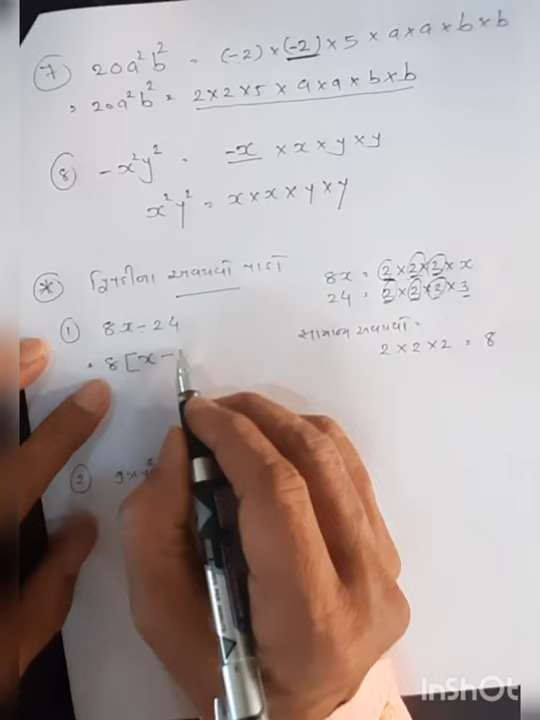 ⑦ 20a²b² = (-2) × (-2) × 5 × a × a × b × b
= 20a²b² = 2 × 2 × 5 × a × a × b × b
⑧ -x²y² = -x × x × y × y
x²y² = x × x × y × y
* દ્વિપદીના અવયવો પાડો
① 8x - 24
= 8[x -
8x = 2 × 2 × 2 × x
24 = 2 × 2 × 2 × 3
સામાન્ય અવયવો =
2 × 2 × 2 = 8
②
InShOt